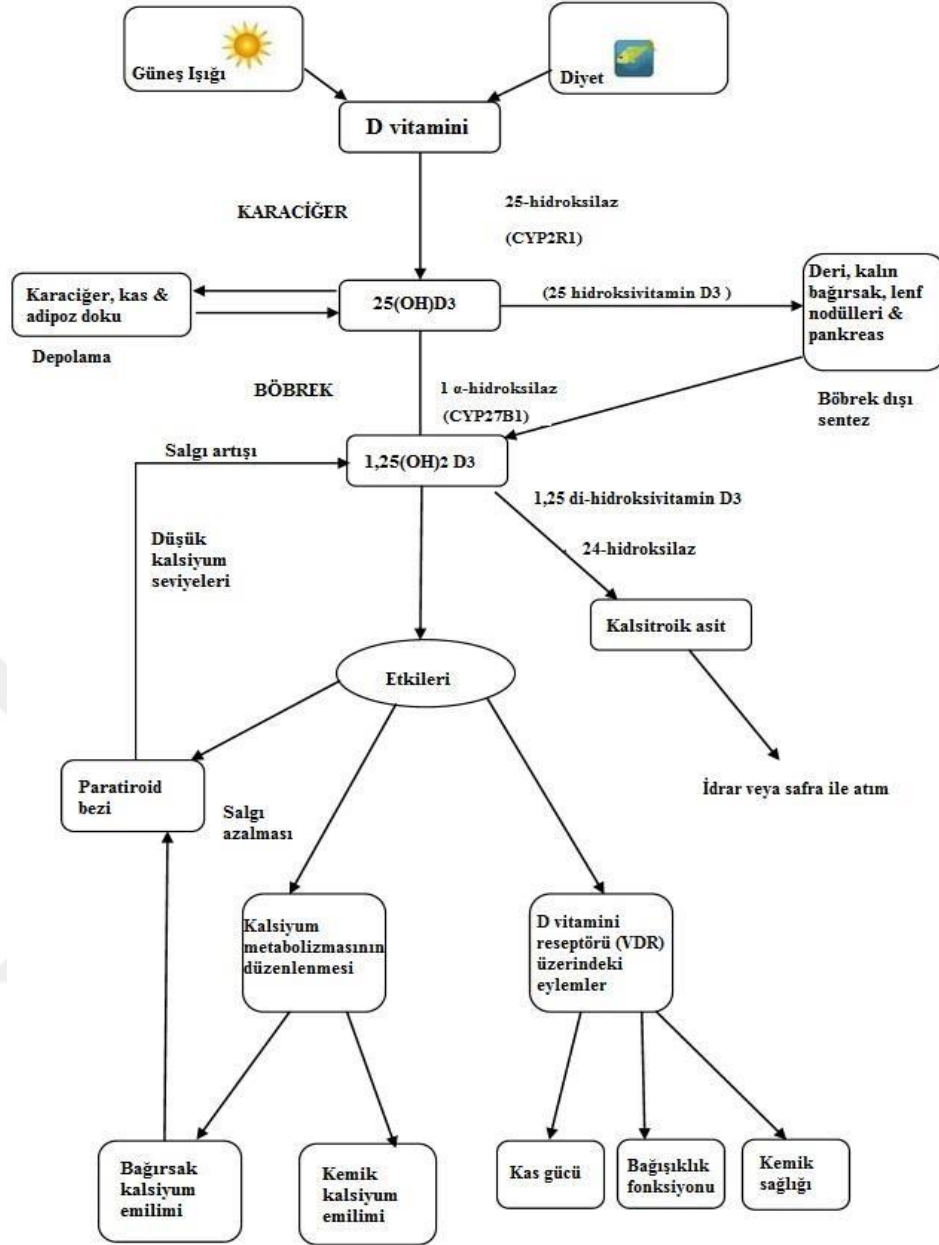 Güneş Işığı
Diyet
D vitamini
KARACİĞER
25-hidroksilaz
(CYP2R1)
Karaciğer, kas &
adipoz doku
25(OH)D3
(25 hidroksivitamin D3 )
Deri, kalın
bağırsak, lenf
nodülleri &
pankreas
Depolama
BÖBREK
1 α-hidroksilaz
(CYP27B1)
Böbrek dışı
sentez
Salgı artışı
1,25(OH)2 D3
1,25 di-hidroksivitamin D3
Düşük
kalsiyum
seviyeleri
24-hidroksilaz
Kalsitroik asit
Etkileri
Paratiroid
bezi
Salgı
azalması
İdrar veya safra ile atım
Kalsiyum
metabolizmasının
düzenlenmesi
D vitamini
reseptörü (VDR)
üzerindeki
eylemler
Bağırsak
kalsiyum
emilimi
Kemik
kalsiyum
emilimi
Kas gücü
Bağışıklık
fonksiyonu
Kemik
sağlığı